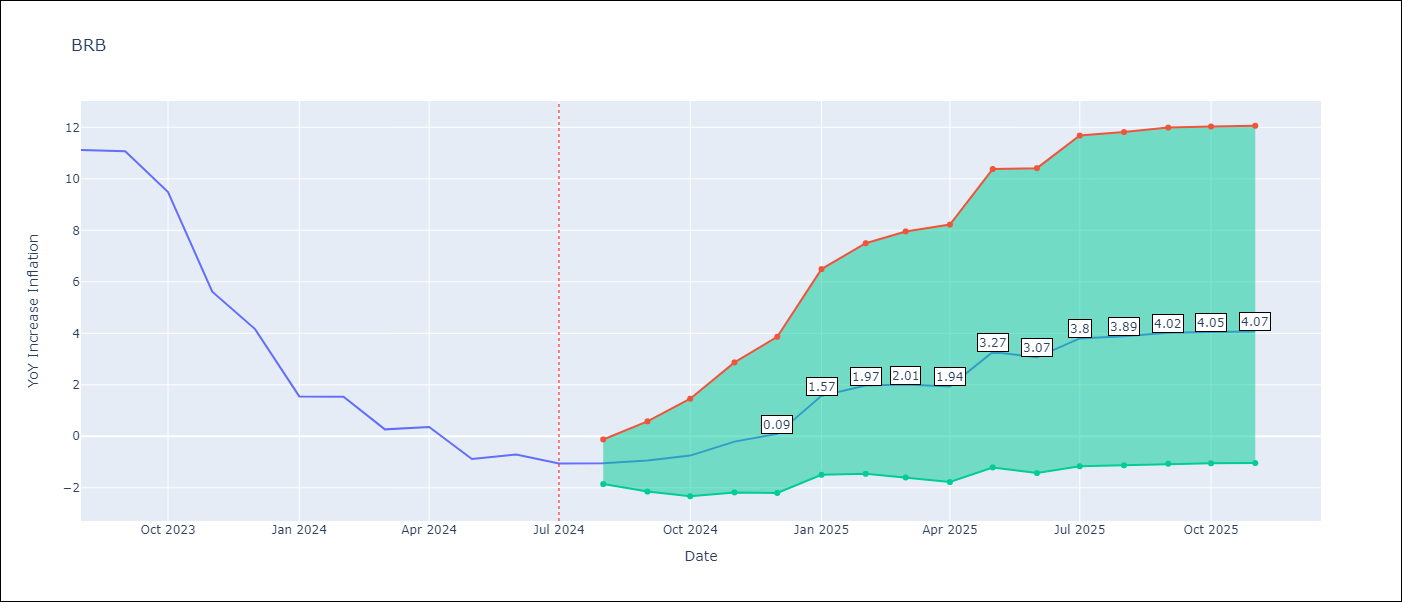 BRB
YoY Increase Inflation
12
10
8
6
4
2
0
−2
0.09
1.57
1.97
2.01
1.94
3.27
3.07
3.8
3.89
4.02
4.05
4.07
Oct 2023
Jan 2024
Apr 2024
Jul 2024
Oct 2024
Jan 2025
Apr 2025
Jul 2025
Oct 2025
Date